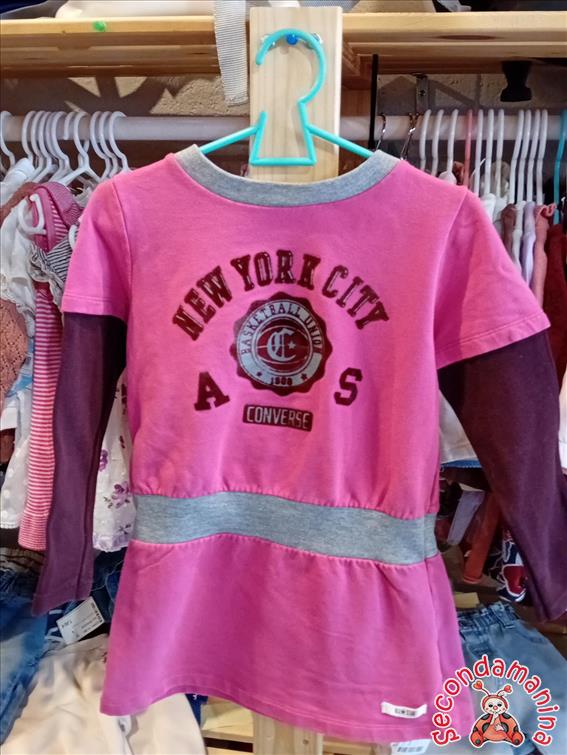 NEW YORK CITY
BASKETBALL UNION
C
1908
A S
CONVERSE
Secondamanina